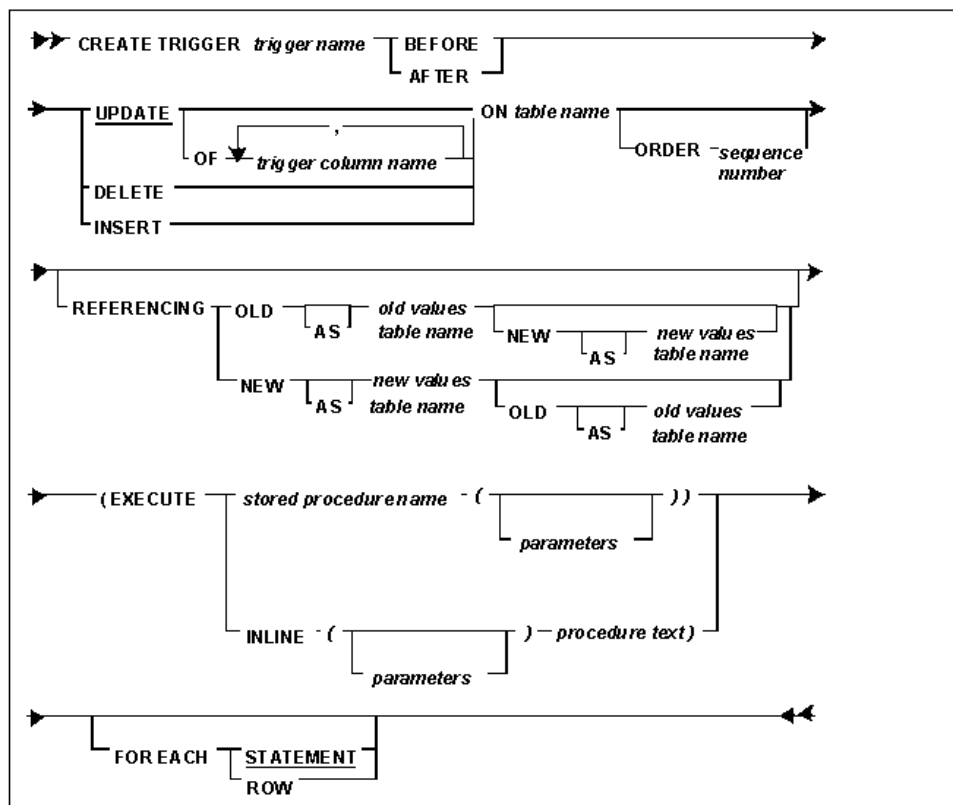 CREATE TRIGGER trigger name BEFORE
AFTER
UPDATE ON table name
,
OF trigger column name
ORDER sequence number
DELETE
INSERT
REFERENCING OLD AS old values table name NEW AS new values table name
NEW AS new values table name OLD AS old values table name
(EXECUTE stored procedure name ( parameters ))
INLINE ( parameters ) procedure text)
FOR EACH STATEMENT
ROW